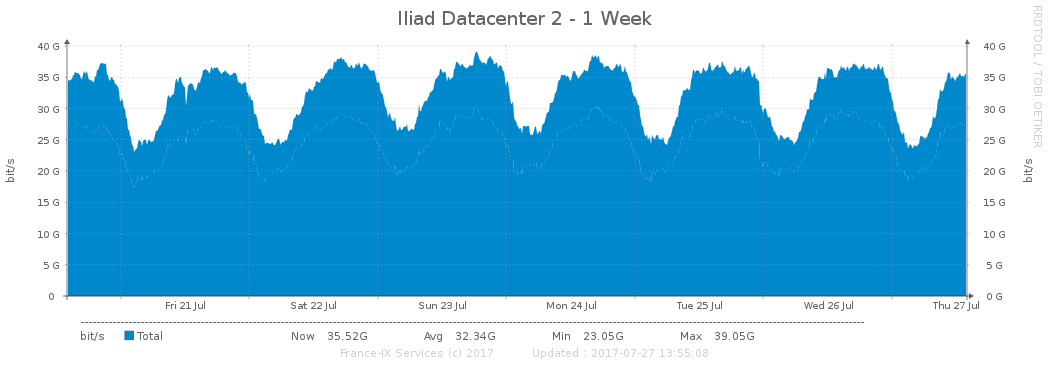 Iliad Datacenter 2 - 1 Week
RRDTOOL / TOBI OETIKER
40 G 40 G
35 G 35 G
30 G 30 G
25 G 25 G
20 G 20 G
15 G 15 G
10 G 10 G
5 G 5 G
0 0 G
bit/s
bit/s
Fri 21 Jul Sat 22 Jul Sun 23 Jul Mon 24 Jul Tue 25 Jul Wed 26 Jul Thu 27 Jul
bit/s Total Now 35.52G Avg 32.34G Min 23.05G Max 39.05G
France-IX Services (c) 2017 Updated : 2017-07-27 13:55:08